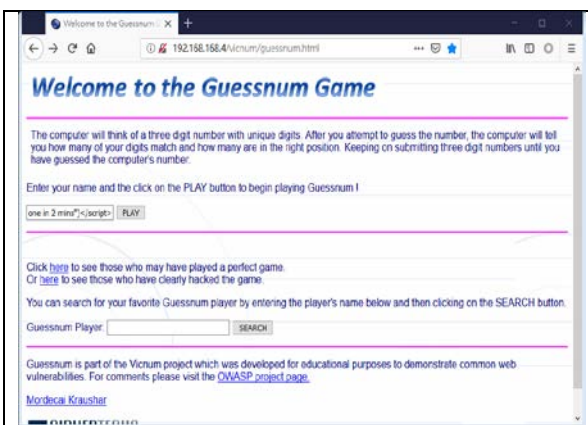 Welcome to the Guessnum
192.168.168.4/vicnum/guessnum.html
Welcome to the Guessnum Game
The computer will think of a three digit number with unique digits. After you attempt to guess the number, the computer will tell
you how many of your digits match and how many are in the right position. Keeping on submitting three digit numbers until you
have guessed the computer's number.
Enter your name and the click on the PLAY button to begin playing Guessnum !
one in 2 mins")</script> PLAY
Click here to see those who may have played a perfect game.
Or here to see those who have clearly hacked the game.
You can search for your favorite Guessnum player by entering the player's name below and then clicking on the SEARCH button.
Guessnum Player: SEARCH
Guessnum is part of the Vicnum project which was developed for educational purposes to demonstrate common web
vulnerabilities. For comments please visit the OWASP project page.
Mordecai Kraushar